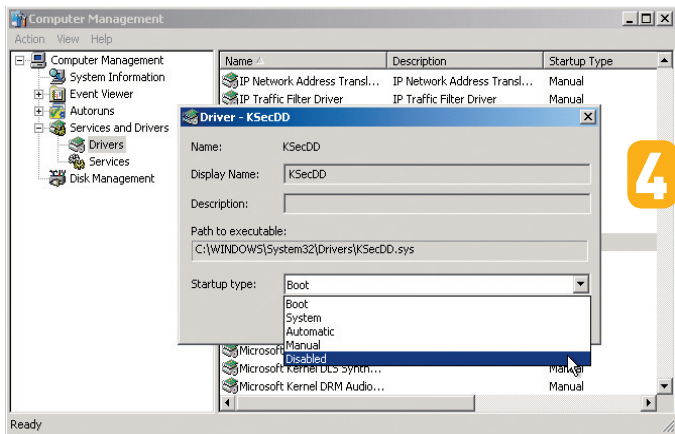 Computer Management
Action View Help
Computer Management
System Information
Event Viewer
Autoruns
Services and Drivers
Drivers
Services
Disk Management
Name Description Startup Type
IP Network Address Transl... IP Network Address Transl... Manual
IP Traffic Filter Driver IP Traffic Filter Driver Manual
Driver - KSecDD
Name: KSecDD
Display Name: KSecDD
Description:
Path to executable:
C:\WINDOWS\System32\Drivers\KSecDD.sys
Startup type: Boot
Boot
System
Automatic
Manual
Disabled
Microsoft Kernel DLS Synth... Manual
Microsoft Kernel DRM Audio... Manual
Ready
4